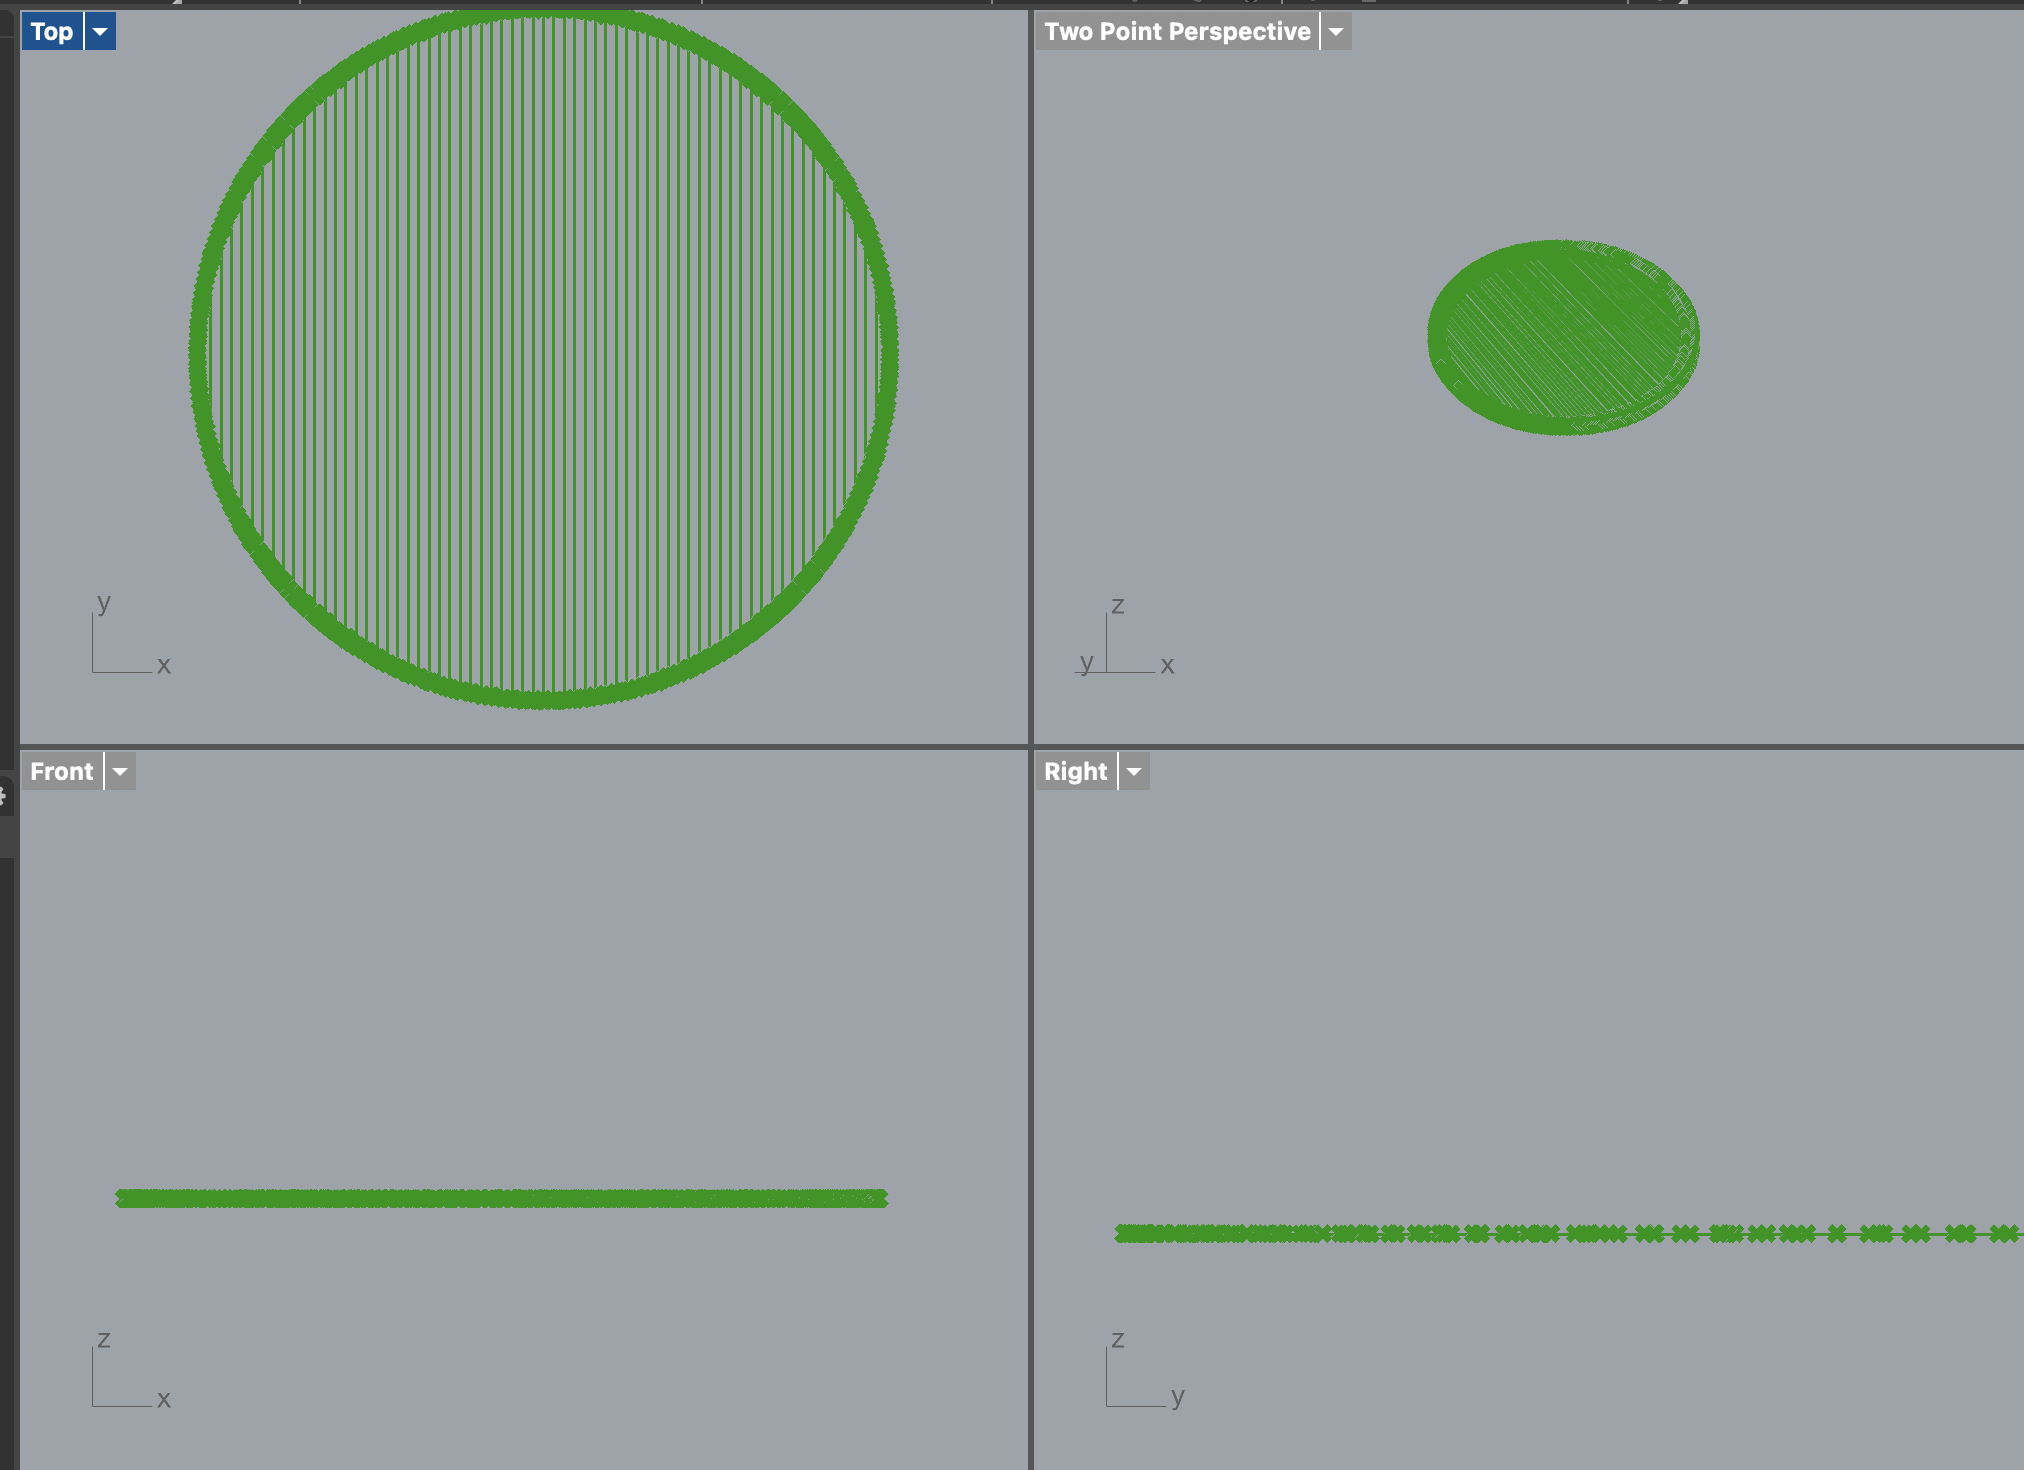 Top
Two Point Perspective
y
x
z
y x
Front
Right
z
x
z
y